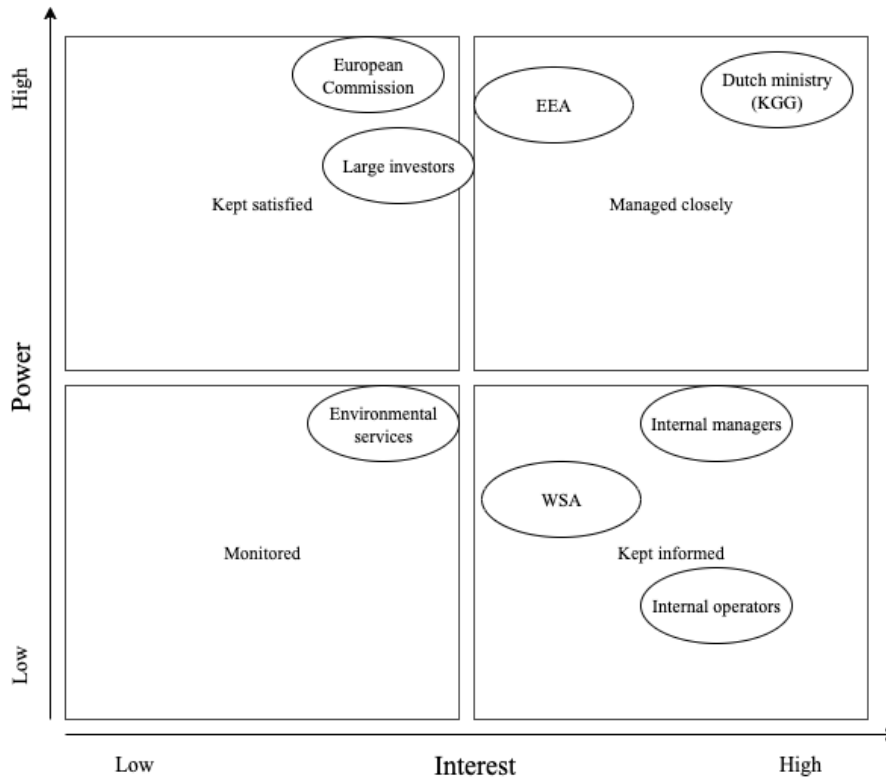 High
European
Commission
EEA
Dutch ministry
(KGG)
Large investors
Kept satisfied
Managed closely
Power
Environmental
services
Internal managers
WSA
Monitored
Kept informed
Internal operators
Low
Low
Interest
High